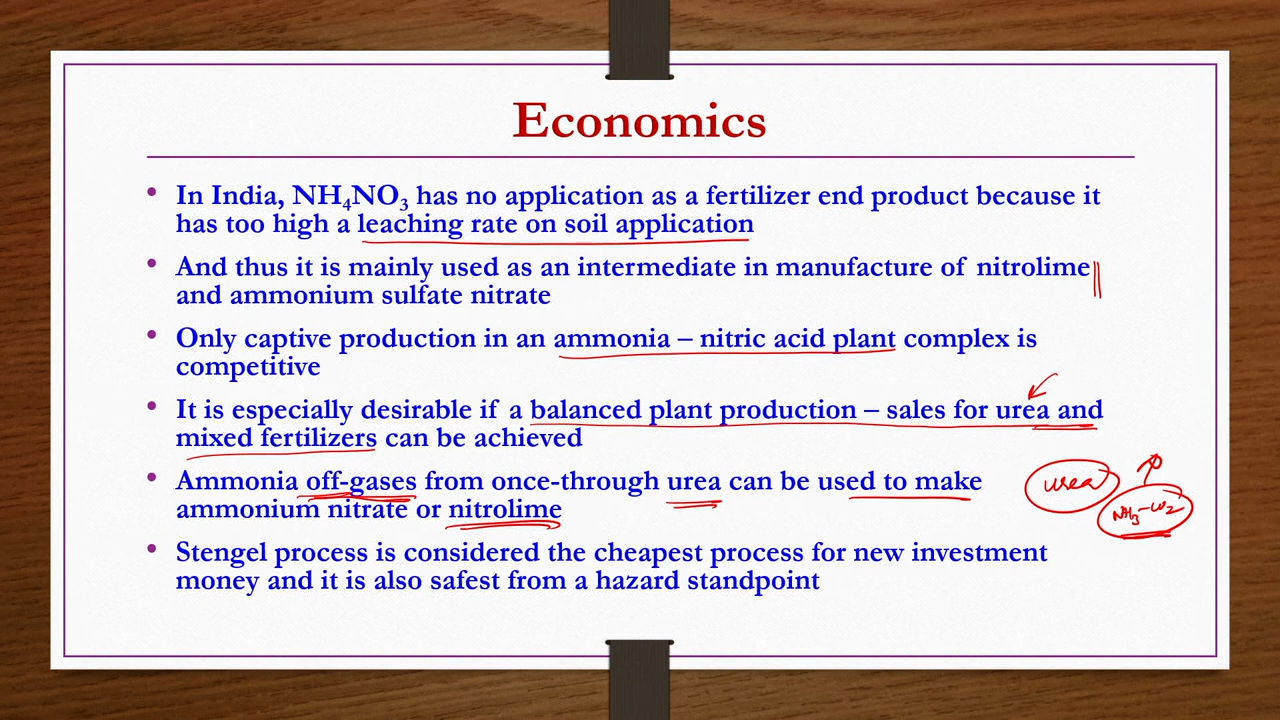 Economics
• In India, NH₄NO₃ has no application as a fertilizer end product because it
has too high a leaching rate on soil application
• And thus it is mainly used as an intermediate in manufacture of nitrolime
and ammonium sulfate nitrate
• Only captive production in an ammonia – nitric acid plant complex is
competitive
• It is especially desirable if a balanced plant production – sales for urea and
mixed fertilizers can be achieved
• Ammonia off-gases from once-through urea can be used to make
ammonium nitrate or nitrolime
urea
NH₃-CO₂
• Stengel process is considered the cheapest process for new investment
money and it is also safest from a hazard standpoint